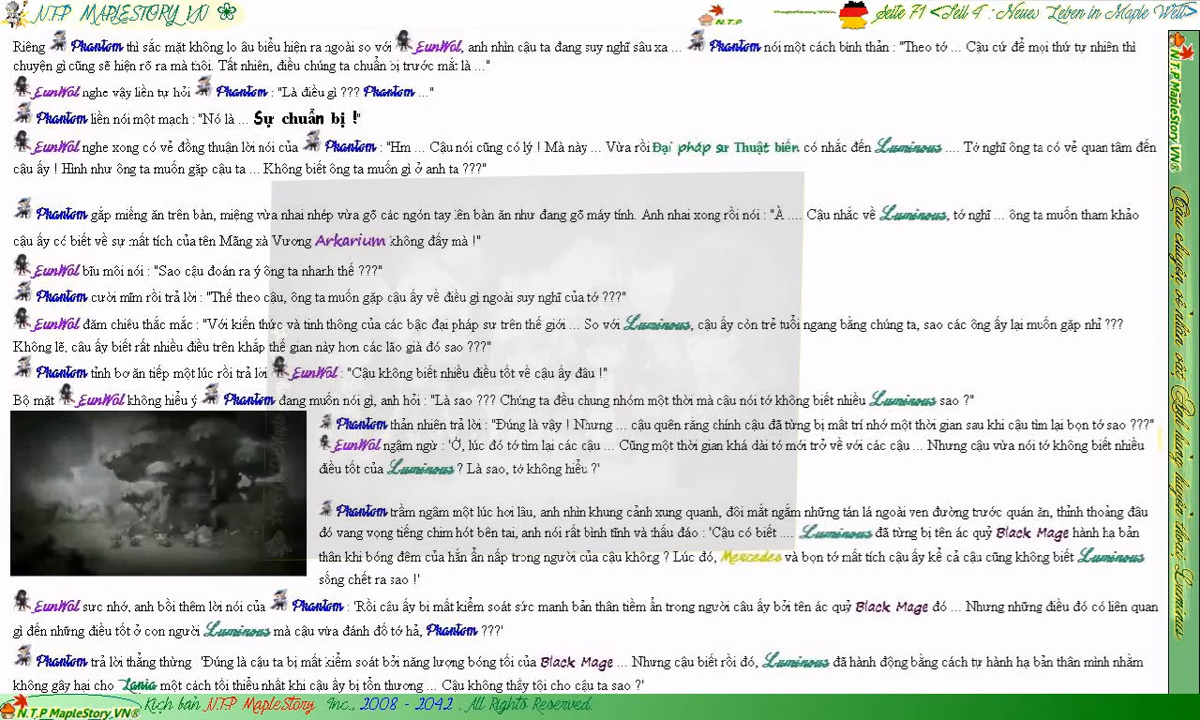 N.T.P MAPLESTORY VN
N.T.P
Seite 71 <Teil 4 : Neues Leben in Maple Welt>
Riêng Phantom thì sắc mặt không lo âu biểu hiện ra ngoài so với EunWol, anh nhìn cậu ta đang suy nghĩ sâu xa ... Phantom nói một cách bình thản : "Theo tớ ... Cậu cứ để mọi thứ tự nhiên thì
chuyện gì cũng sẽ hiện rõ ra mà thôi. Tất nhiên, điều chúng ta chuẩn bị trước mắt là ..."
EunWol nghe vậy liền tự hỏi Phantom : "Là điều gì ??? Phantom ..."
Phantom liền nói một mạch : "Nó là ... Sự chuẩn bị !"
EunWol nghe xong có vẻ đồng thuận lời nói của Phantom : "Hm ... Cậu nói cũng có lý ! Mà này ... Vừa rồi Đại pháp sư Thuật biến có nhắc đến Luminous .... Tớ nghĩ ông ta có vẻ quan tâm đến
cậu ấy ! Hình như ông ta muốn gặp cậu ta ... Không biết ông ta muốn gì ở anh ta ???"
Phantom gắp miếng ăn trên bàn, miệng vừa nhai nhép vừa gõ các ngón tay lên bàn ăn như đang gõ máy tính. Anh nhai xong rồi nói : "À .... Cậu nhắc về Luminous, tớ nghĩ ... ông ta muốn tham khảo
cậu ấy có biết về sự mất tích của tên Mãng xà Vương Arkarium không đấy mà !"
EunWol bĩu môi nói : "Sao cậu đoán ra ý ông ta nhanh thế ???"
Phantom cười mĩm rồi trả lời : "Thế theo cậu, ông ta muốn gặp cậu ấy về điều gì ngoài suy nghĩ của tớ ???"
EunWol đăm chiêu thắc mắc : "Với kiến thức và tinh thông của các bậc đại pháp sư trên thế giới ... So với Luminous, cậu ấy còn trẻ tuổi ngang bằng chúng ta, sao các ông ấy lại muốn gặp nhỉ ???
Không lẽ, cậu ấy biết rất nhiều điều trên khắp thế gian này hơn các lão già đó sao ???"
Phantom tỉnh bơ ăn tiếp một lúc rồi trả lời EunWol : "Cậu không biết nhiều điều tốt về cậu ấy đâu !"
Bộ mặt EunWol không hiểu ý Phantom đang muốn nói gì, anh hỏi : "Là sao ??? Chúng ta đều chung nhóm một thời mà cậu nói tớ không biết nhiều Luminous sao ?"
Phantom thản nhiên trả lời : "Đúng là vậy ! Nhưng ... cậu quên rằng chính cậu đã từng bị mất trí nhớ một thời gian sau khi cậu tìm lại bọn tớ sao ???"
EunWol ngậm ngừ : 'Ờ, lúc đó tớ tìm lại các cậu ... Cũng một thời gian khá dài tớ mới trở về với các cậu ... Nhưng cậu vừa nói tớ không biết nhiều
điều tốt của Luminous ? Là sao, tớ không hiểu ?'
Phantom trầm ngâm một lúc hơi lâu, anh nhìn khung cảnh xung quanh, đôi mắt ngắm những tán lá ngoài ven đường trước quán ăn, thỉnh thoảng đâu
đó vang vọng tiếng chim hót bên tai, anh nói rất bình tĩnh và thấu đáo : 'Cậu có biết .... Luminous đã từng bị tên ác quỷ Black Mage hành hạ bản
thân khi bóng đêm của hắn ẩn nấp trong người của cậu không ? Lúc đó, Mercedes và bọn tớ mất tích cậu ấy kể cả cậu cũng không biết Luminous
sống chết ra sao !'
EunWol sực nhớ, anh bồi thêm lời nói của Phantom : 'Rồi cậu ấy bị mất kiểm soát sức mạnh bản thân tiềm ẩn trong người cậu ấy bởi tên ác quỷ Black Mage đó ... Nhưng những điều đó có liên quan
gì đến những điều tốt ở con người Luminous mà cậu vừa đánh đố tớ hả, Phantom ???'
Phantom trả lời thẳng thừng 'Đúng là cậu ta bị mất kiểm soát bởi năng lượng bóng tối của Black Mage ... Nhưng cậu biết rồi đó, Luminous đã hành động bằng cách tự hành hạ bản thân mình nhằm
không gây hại cho Lania một cách tối thiểu nhất khi cậu ấy bị tổn thương ... Cậu không thấy tội cho cậu ta sao ?'
N.T.P MapleStory.VN®
Kịch bản N.T.P MapleStory Inc., 2008 - 2042 . All Rights Reserved.
N.T.P MapleStory.VN®